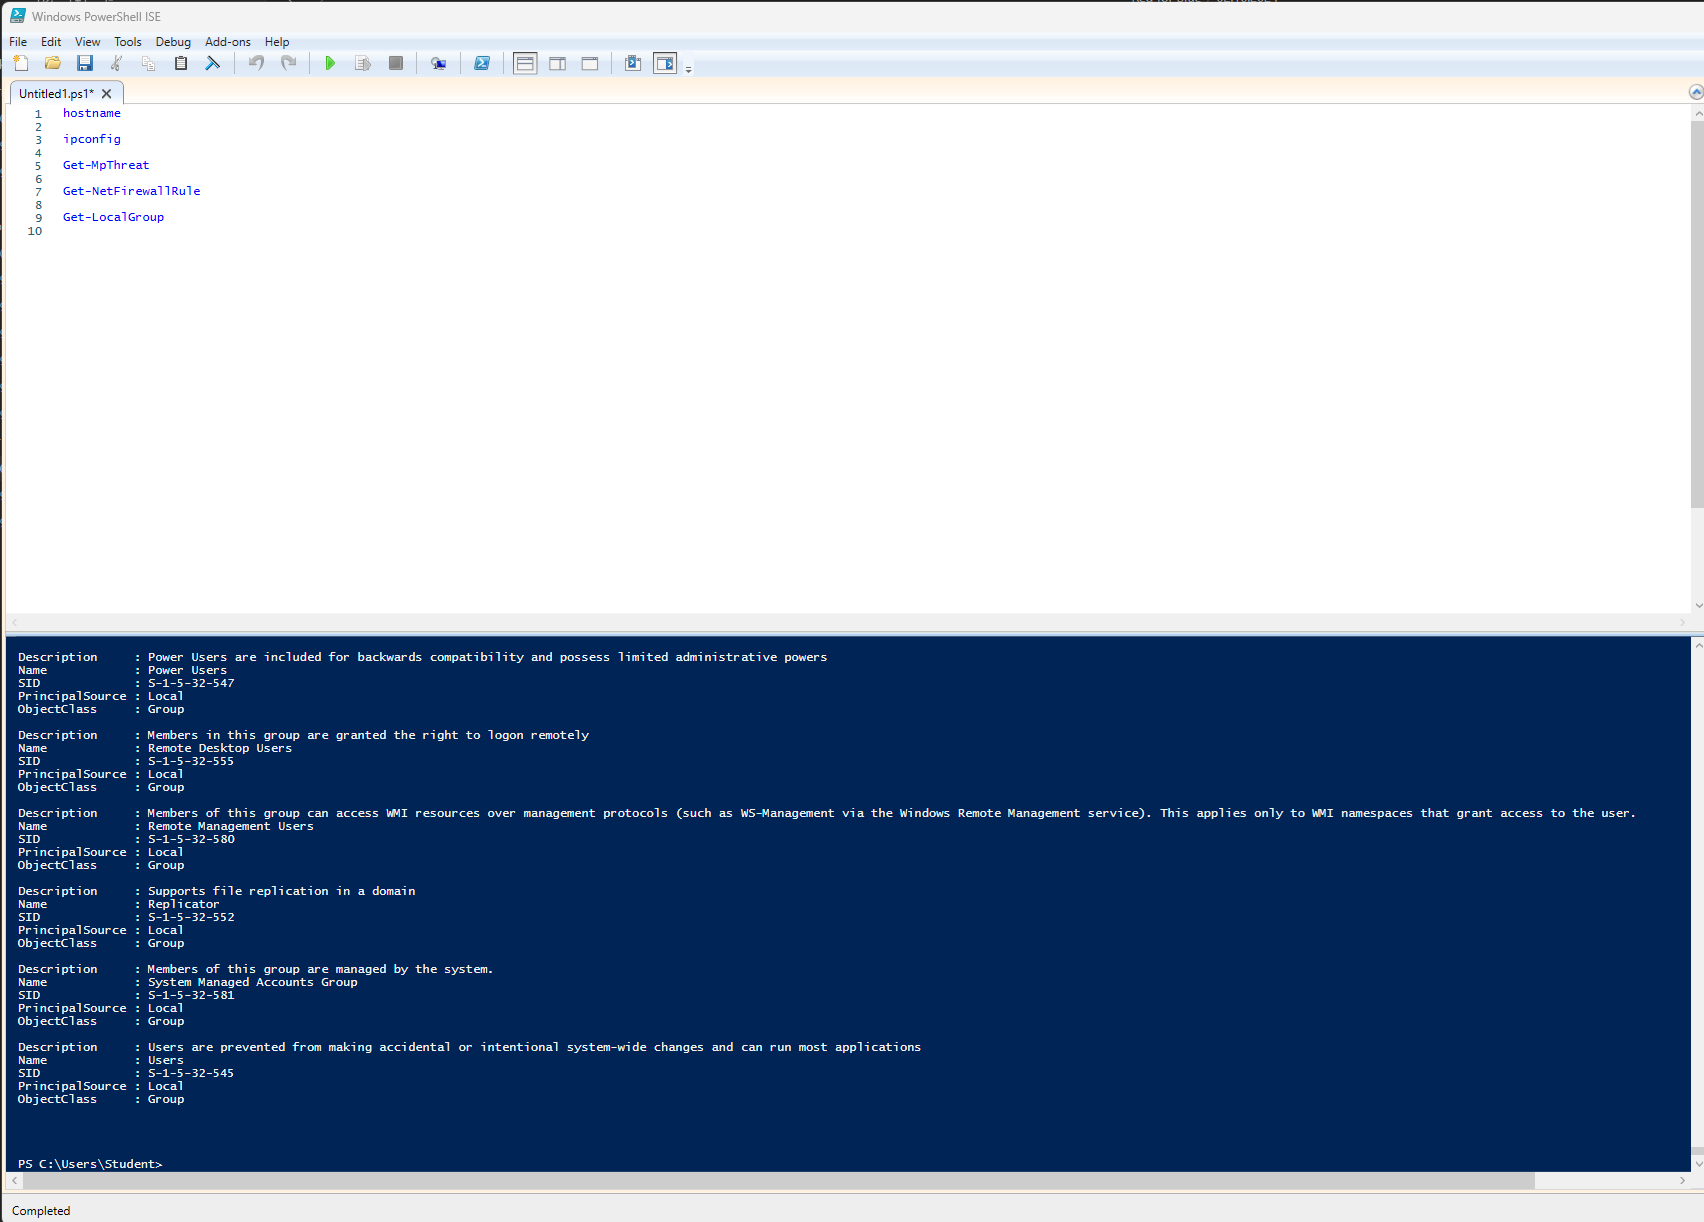 Windows PowerShell ISE
File Edit View Tools Debug Add-ons Help
Untitled1.ps1*
1 hostname
2
3 ipconfig
4
5 Get-MpThreat
6
7 Get-NetFirewallRule
8
9 Get-LocalGroup
10
Description : Power Users are included for backwards compatibility and possess limited administrative powers
Name : Power Users
SID : S-1-5-32-547
PrincipalSource : Local
ObjectClass : Group
Description : Members in this group are granted the right to logon remotely
Name : Remote Desktop Users
SID : S-1-5-32-555
PrincipalSource : Local
ObjectClass : Group
Description : Members of this group can access WMI resources over management protocols (such as WS-Management via the Windows Remote Management service). This applies only to WMI namespaces that grant access to the user.
Name : Remote Management Users
SID : S-1-5-32-580
PrincipalSource : Local
ObjectClass : Group
Description : Supports file replication in a domain
Name : Replicator
SID : S-1-5-32-552
PrincipalSource : Local
ObjectClass : Group
Description : Members of this group are managed by the system.
Name : System Managed Accounts Group
SID : S-1-5-32-581
PrincipalSource : Local
ObjectClass : Group
Description : Users are prevented from making accidental or intentional system-wide changes and can run most applications
Name : Users
SID : S-1-5-32-545
PrincipalSource : Local
ObjectClass : Group
PS C:\Users\Student>
Completed